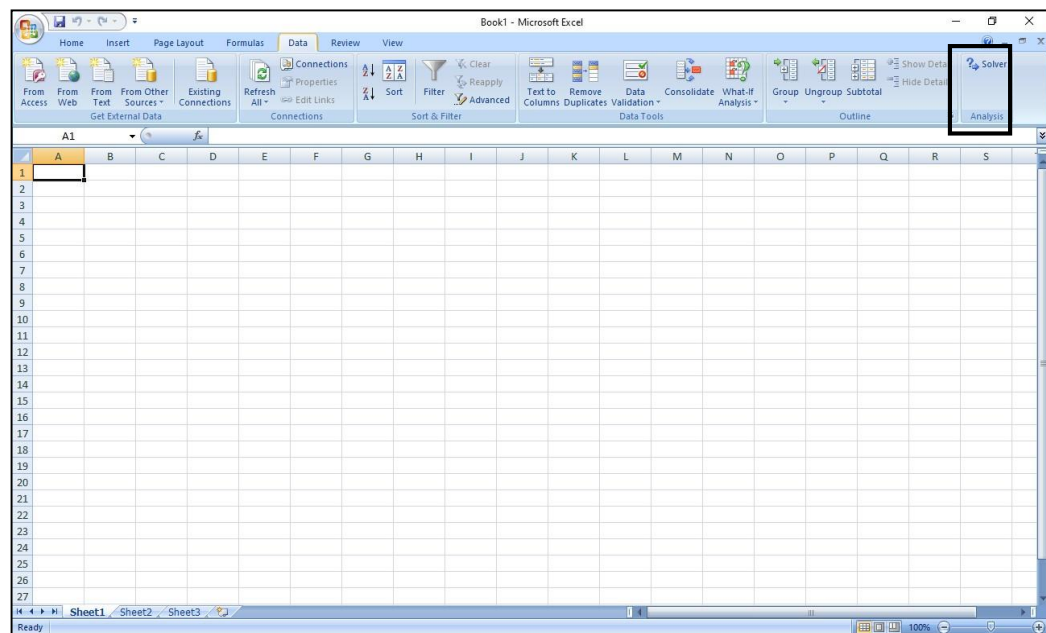 Book1 - Microsoft Excel
Home Insert Page Layout Formulas Data Review View
From Access
From Web
From Text
From Other Sources
Existing Connections
Get External Data
Refresh All
Connections
Properties
Edit Links
Connections
Sort
Filter
Clear
Reapply
Advanced
Sort & Filter
Text to Columns
Remove Duplicates
Data Validation
Consolidate
What-If Analysis
Data Tools
Group
Ungroup
Subtotal
Show Deta
Hide Detail
Outline
Solver
Analysis
A1 fx
A B C D E F G H I J K L M N O P Q R S
1
2
3
4
5
6
7
8
9
10
11
12
13
14
15
16
17
18
19
20
21
22
23
24
25
26
27
Sheet1 Sheet2 Sheet3
Ready 100%